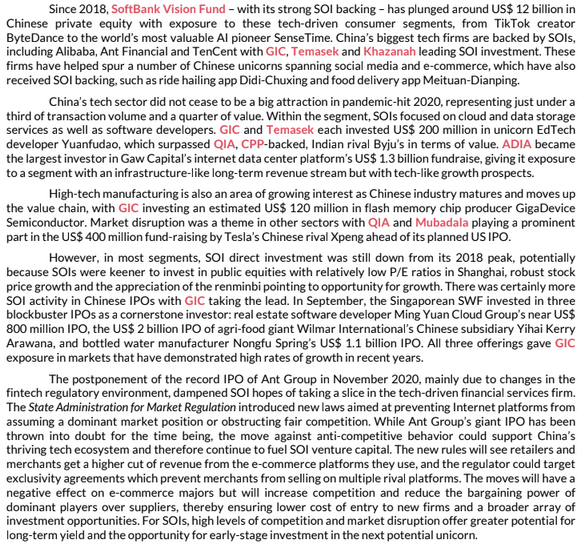 Since 2018, SoftBank Vision Fund – with its strong SOI backing – has plunged around US$ 12 billion in
Chinese private equity with exposure to these tech-driven consumer segments, from TikTok creator
ByteDance to the world's most valuable AI pioneer SenseTime. China's biggest tech firms are backed by SOIs,
including Alibaba, Ant Financial and TenCent with GIC, Temasek and Khazanah leading SOI investment. These
firms have helped spur a number of Chinese unicorns spanning social media and e-commerce, which have also
received SOI backing, such as ride hailing app Didi-Chuxing and food delivery app Meituan-Dianping.
China's tech sector did not cease to be a big attraction in pandemic-hit 2020, representing just under a
third of transaction volume and a quarter of value. Within the segment, SOIs focused on cloud and data storage
services as well as software developers. GIC and Temasek each invested US$ 200 million in unicorn EdTech
developer Yuanfudao, which surpassed QIA, CPP-backed, Indian rival Byju's in terms of value. ADIA became
the largest investor in Gaw Capital's internet data center platform's US$ 1.3 billion fundraise, giving it exposure
to a segment with an infrastructure-like long-term revenue stream but with tech-like growth prospects.
High-tech manufacturing is also an area of growing interest as Chinese industry matures and moves up
the value chain, with GIC investing an estimated US$ 120 million in flash memory chip producer GigaDevice
Semiconductor. Market disruption was a theme in other sectors with QIA and Mubadala playing a prominent
part in the US$ 400 million fund-raising by Tesla's Chinese rival Xpeng ahead of its planned US IPO.
However, in most segments, SOI direct investment was still down from its 2018 peak, potentially
because SOIs were keener to invest in public equities with relatively low P/E ratios in Shanghai, robust stock
price growth and the appreciation of the renminbi pointing to opportunity for growth. There was certainly more
SOI activity in Chinese IPOs with GIC taking the lead. In September, the Singaporean SWF invested in three
blockbuster IPOs as a cornerstone investor: real estate software developer Ming Yuan Cloud Group's near US$
800 million IPO, the US$ 2 billion IPO of agri-food giant Wilmar International's Chinese subsidiary Yihai Kerry
Arawana, and bottled water manufacturer Nongfu Spring's US$ 1.1 billion IPO. All three offerings gave GIC
exposure in markets that have demonstrated high rates of growth in recent years.
The postponement of the record IPO of Ant Group in November 2020, mainly due to changes in the
fintech regulatory environment, dampened SOI hopes of taking a slice in the tech-driven financial services firm.
The State Administration for Market Regulation introduced new laws aimed at preventing Internet platforms from
assuming a dominant market position or obstructing fair competition. While Ant Group's giant IPO has been
thrown into doubt for the time being, the move against anti-competitive behavior could support China's
thriving tech ecosystem and therefore continue to fuel SOI venture capital. The new rules will see retailers and
merchants get a higher cut of revenue from the e-commerce platforms they use, and the regulator could target
exclusivity agreements which prevent merchants from selling on multiple rival platforms. The moves will have a
negative effect on e-commerce majors but will increase competition and reduce the bargaining power of
dominant players over suppliers, thereby ensuring lower cost of entry to new firms and a broader array of
investment opportunities. For SOIs, high levels of competition and market disruption offer greater potential for
long-term yield and the opportunity for early-stage investment in the next potential unicorn.